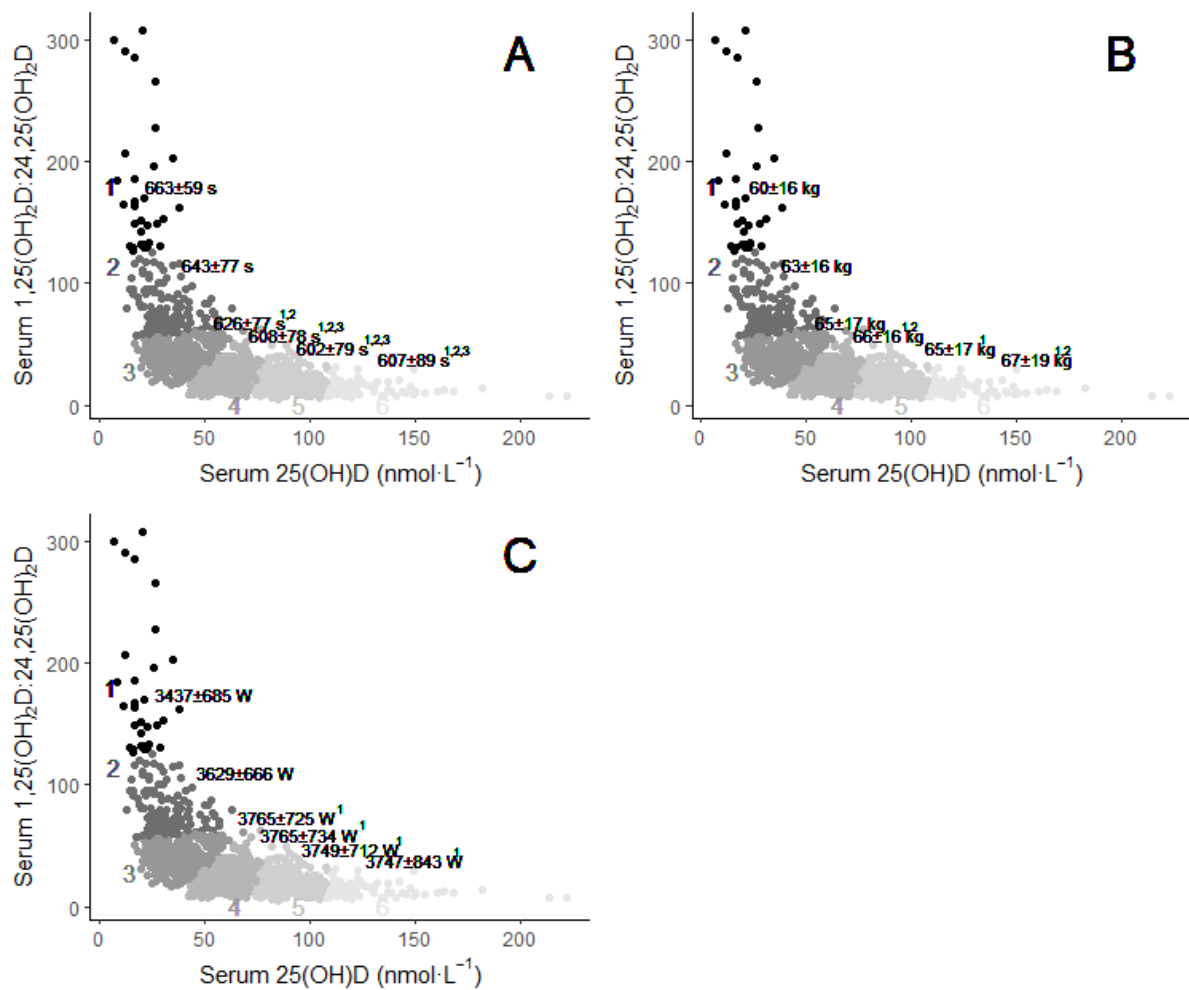 A
Serum 1,25(OH)₂D:24,25(OH)₂D
300
200
100
0
1
663±59 s
2
643±77 s
626±77 s¹,²
608±78 s¹,²,³
602±79 s¹,²,³
607±89 s¹,²,³
3
4
5
6
0 50 100 150 200
Serum 25(OH)D (nmol·L⁻¹)
B
Serum 1,25(OH)₂D:24,25(OH)₂D
300
200
100
0
1
60±16 kg
2
63±16 kg
65±17 kg
66±16 kg¹,²
65±17 kg¹
67±19 kg¹,²
3
4
5
6
0 50 100 150 200
Serum 25(OH)D (nmol·L⁻¹)
C
Serum 1,25(OH)₂D:24,25(OH)₂D
300
200
100
0
1
3437±685 W
2
3629±666 W
3765±725 W¹
3765±734 W¹
3749±712 W¹
3747±843 W¹
3
4
5
6
0 50 100 150 200
Serum 25(OH)D (nmol·L⁻¹)